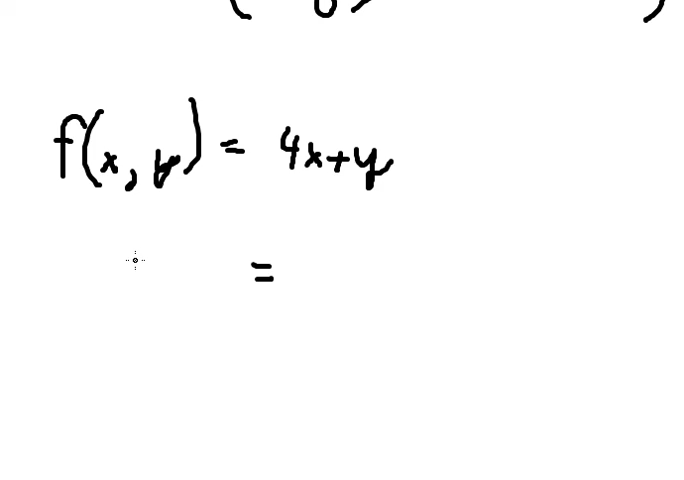 f(x, y) = 4x+y
=